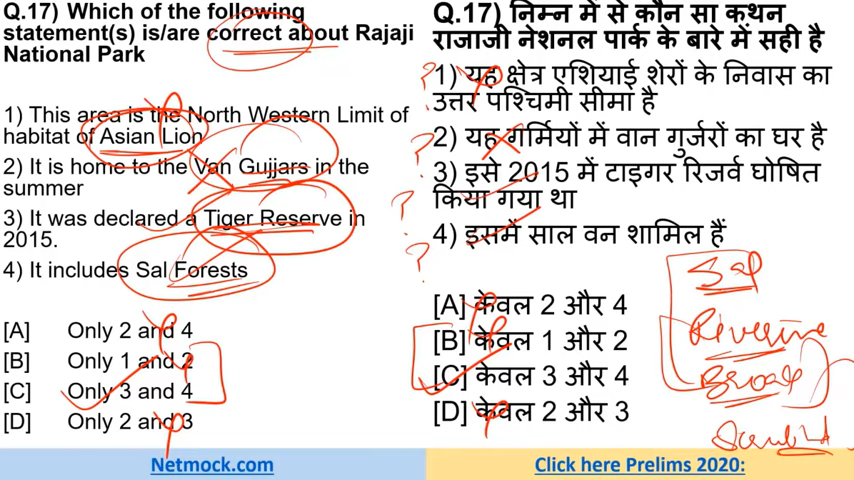 Q.17) Which of the following
statement(s) is/are correct about Rajaji
National Park
1) This area is the North Western Limit of
habitat of Asian Lion
2) It is home to the Van Gujjars in the
summer
3) It was declared a Tiger Reserve in
2015.
4) It includes Sal Forests
[A] Only 2 and 4
[B] Only 1 and 2
[C] Only 3 and 4
[D] Only 2 and 3
Q.17) निम्न में से कौन सा कथन
राजाजी नेशनल पार्क के बारे में सही है
1) यह क्षेत्र एशियाई शेरों के निवास का
उत्तर पश्चिमी सीमा है
2) यह गर्मियों में वान गुर्जरों का घर है
3) इसे 2015 में टाइगर रिजर्व घोषित
किया गया था
4) इसमें साल वन शामिल हैं
[A] केवल 2 और 4
[B] केवल 1 और 2
[C] केवल 3 और 4
[D] केवल 2 और 3
Sal
Riverine
Broad
Netmock.com
Click here Prelims 2020: